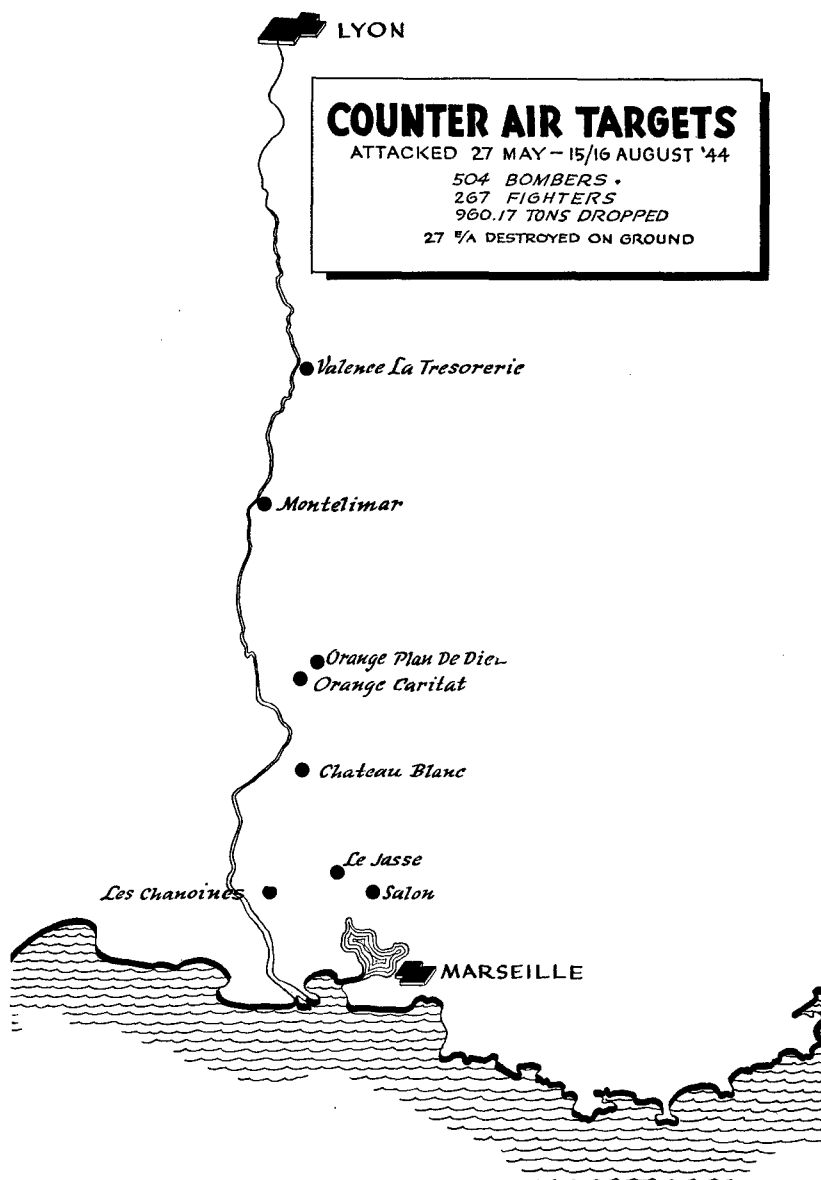 LYON
COUNTER AIR TARGETS
ATTACKED 27 MAY - 15/16 AUGUST '44
504 BOMBERS.
267 FIGHTERS
960.17 TONS DROPPED
27 E/A DESTROYED ON GROUND
Valence La Tresorerie
Montelimar
Orange Plan De Dieu
Orange Caritat
Chateau Blanc
Le Jasse
Les Chanoines
Salon
MARSEILLE